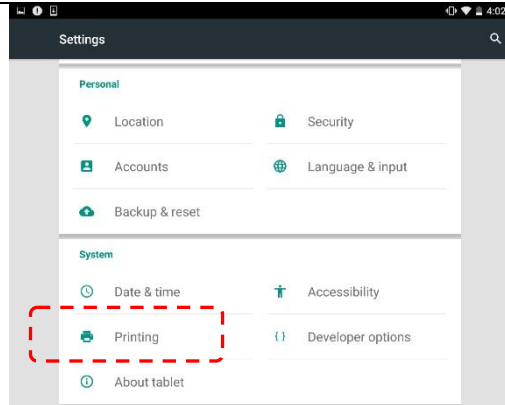 4:02
Settings
Personal
Location Security
Accounts Language & input
Backup & reset
System
Date & time Accessibility
Printing { } Developer options
About tablet